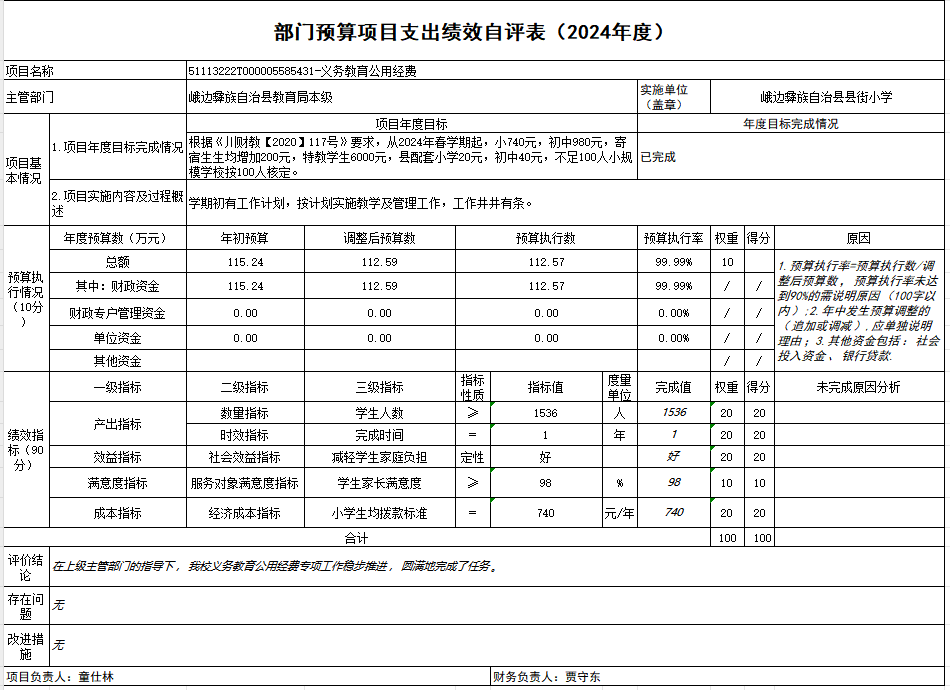 部门预算项目支出绩效自评表（2024年度）
项目名称 51113222T000005585431-义务教育公用经费
主管部门 峨边彝族自治县教育局本级 实施单位（盖章） 峨边彝族自治县县街小学
项目基本情况 1.项目年度目标完成情况 项目年度目标 年度目标完成情况
根据《川财教【2020】117号》要求，从2024年春学期起，小740元，初中980元，寄
宿生生均增加200元，特教学生6000元，县配套小学20元，初中40元，不足100人小规
模学校按100人核定。
已完成
2.项目实施内容及过程概述 学期初有工作计划，按计划实施教学及管理工作，工作井井有条。
预算执行情况（10分） 年度预算数（万元） 年初预算 调整后预算数 预算执行数 预算执行率 权重 得分 原因
总额 115.24 112.59 112.57 99.99% 10
其中：财政资金 115.24 112.59 112.57 99.99% / /
财政专户管理资金 0.00 0.00 0.00 0.00% / /
单位资金 0.00 0.00 0.00 0.00% / /
其他资金 / /
1.预算执行率=预算执行数/调
整后预算数，预算执行率未达
到90%的需说明原因（100字以
内）;2.年中发生预算调整的
（追加或调减）,应单独说明
理由；3.其他资金包括：社会
投入资金、银行贷款.
绩效指标（90分） 一级指标 二级指标 三级指标 指标性质 指标值 度量单位 完成值 权重 得分 未完成原因分析
产出指标 数量指标 学生人数 ≥ 1536 人 1536 20 20
时效指标 完成时间 = 1 年 1 20 20
效益指标 社会效益指标 减轻学生家庭负担 定性 好 好 20 20
满意度指标 服务对象满意度指标 学生家长满意度 ≥ 98 % 98 10 10
成本指标 经济成本指标 小学生均拨款标准 = 740 元/年 740 20 20
合计 100 100
评价结论 在上级主管部门的指导下，我校义务教育公用经费专项工作稳步推进，圆满地完成了任务。
存在问题 无
改进措施 无
项目负责人：童仕林 财务负责人：贾守东